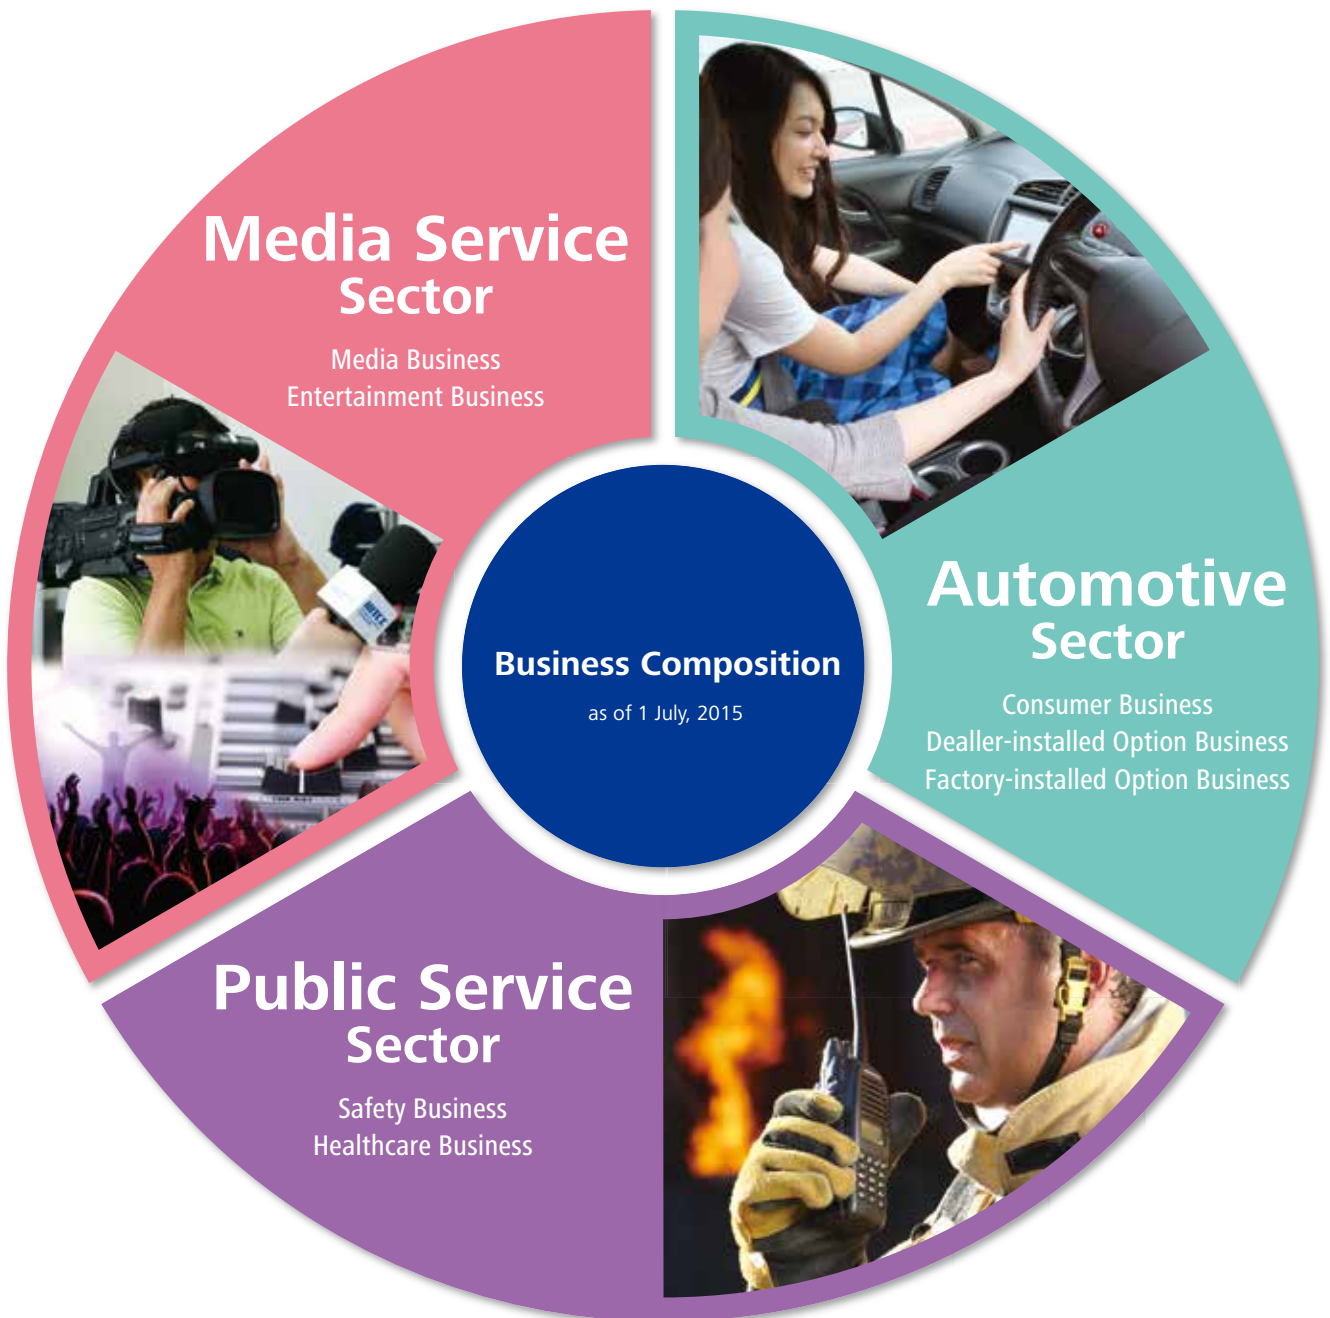 Media Service
Sector
Media Business
Entertainment Business
Business Composition
as of 1 July, 2015
Automotive
Sector
Consumer Business
Dealler-installed Option Business
Factory-installed Option Business
Public Service
Sector
Safety Business
Healthcare Business